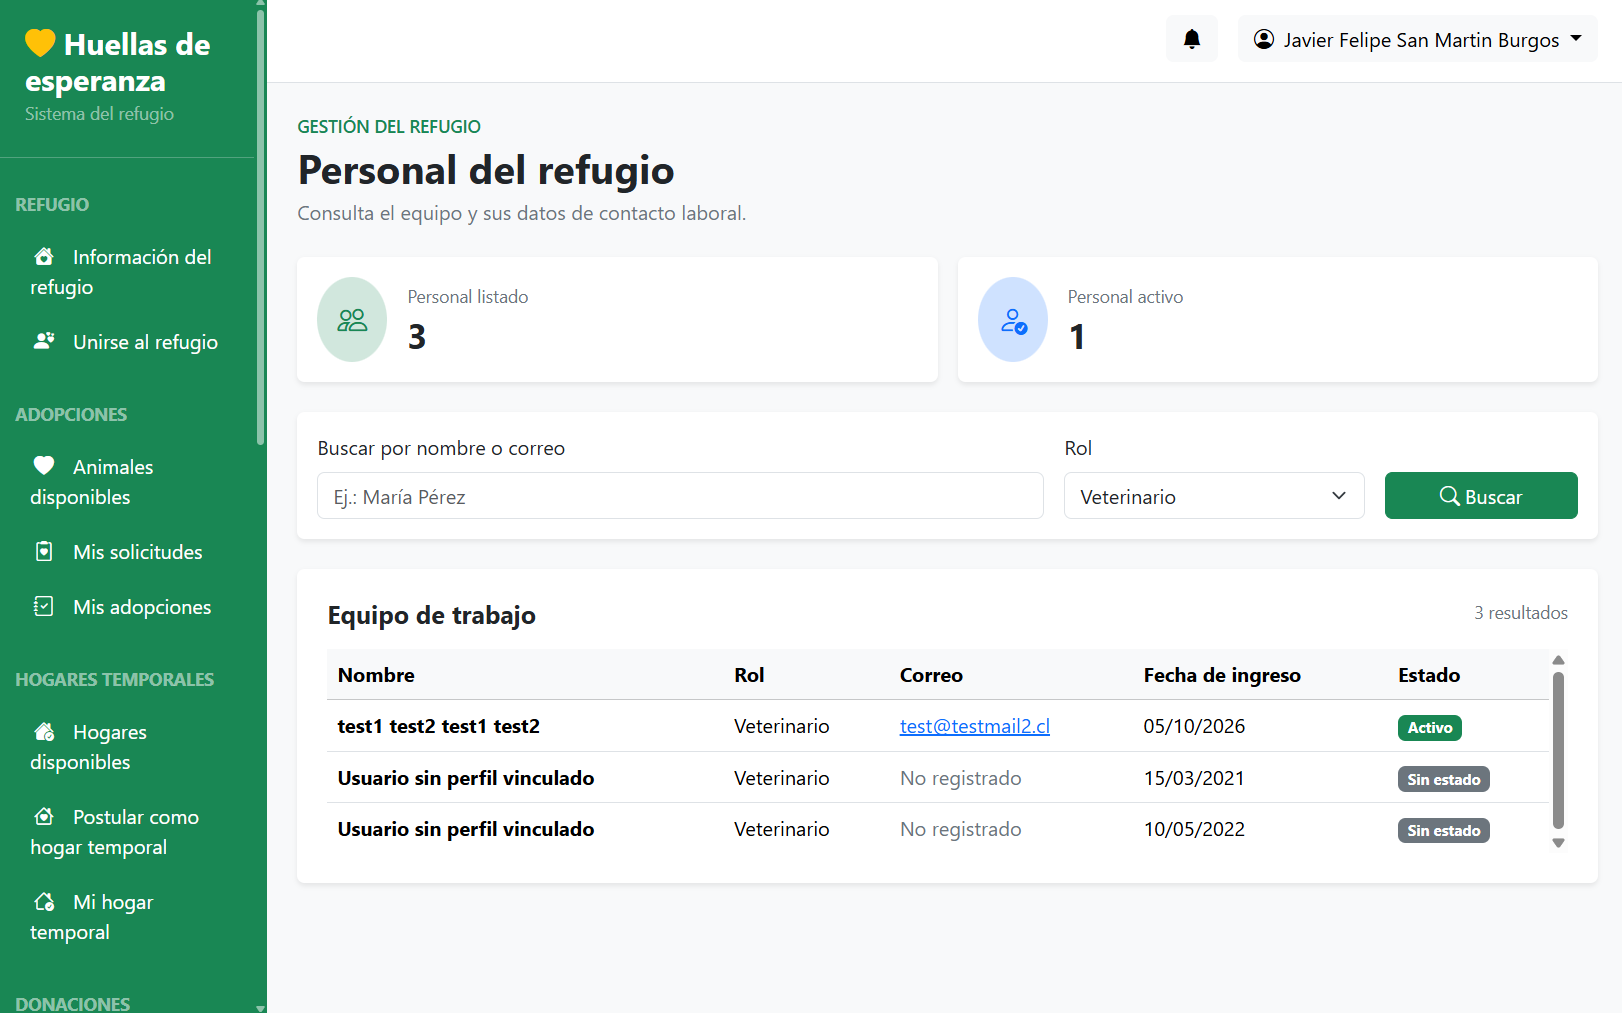 Huellas de
esperanza
Sistema del refugio
REFUGIO
Información del
refugio
Unirse al refugio
ADOPCIONES
Animales
disponibles
Mis solicitudes
Mis adopciones
HOGARES TEMPORALES
Hogares
disponibles
Postular como
hogar temporal
Mi hogar
temporal
DONACIONES
Javier Felipe San Martin Burgos
GESTIÓN DEL REFUGIO
Personal del refugio
Consulta el equipo y sus datos de contacto laboral.
Personal listado
3
Personal activo
1
Buscar por nombre o correo
Ej.: María Pérez
Rol
Veterinario
Buscar
Equipo de trabajo
3 resultados
Nombre Rol Correo Fecha de ingreso Estado
test1 test2 test1 test2 Veterinario test@testmail2.cl 05/10/2026 Activo
Usuario sin perfil vinculado Veterinario No registrado 15/03/2021 Sin estado
Usuario sin perfil vinculado Veterinario No registrado 10/05/2022 Sin estado